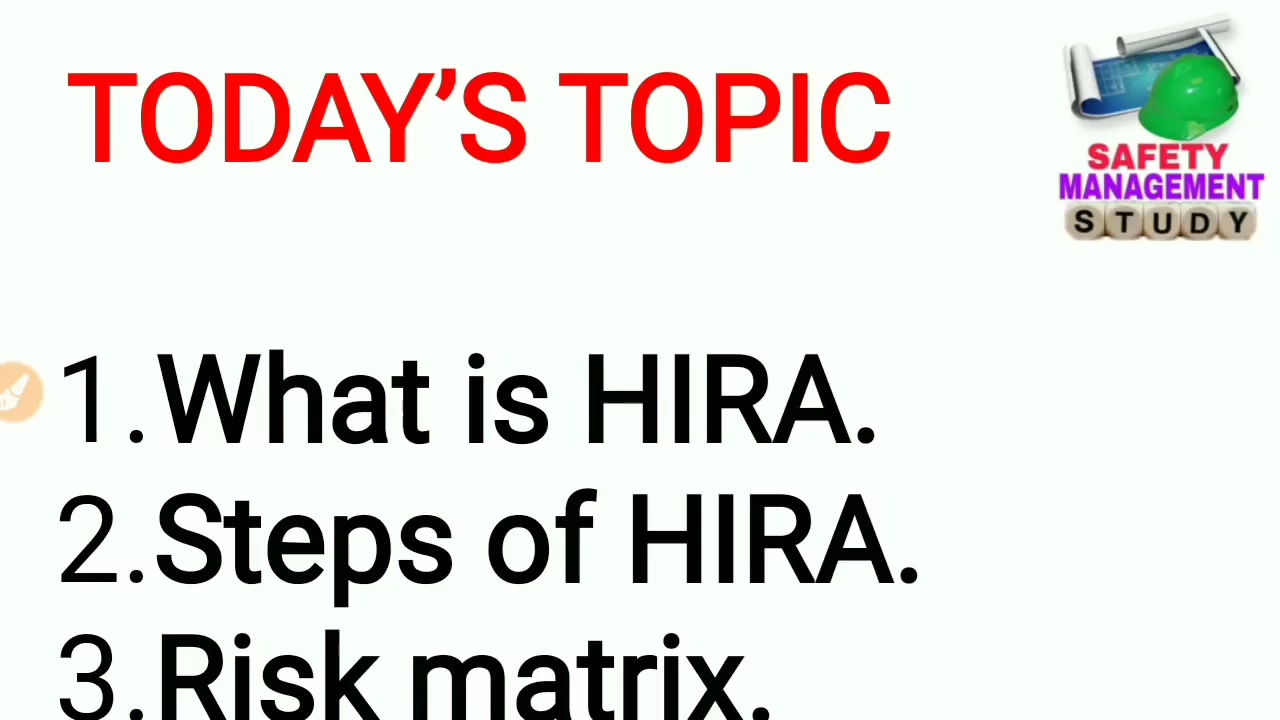 TODAY’S TOPIC
SAFETY
MANAGEMENT
STUDY
1.What is HIRA.
2.Steps of HIRA.
3.Risk matrix.